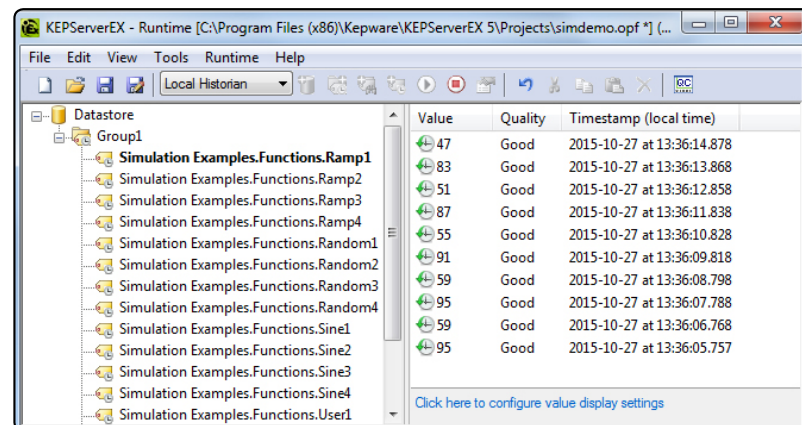 KEPServerEX - Runtime [C:\Program Files (x86)\Kepware\KEPServerEX 5\Projects\simdemo.opf *] (...
File Edit View Tools Runtime Help
Local Historian
QC
Datastore
Group1
Simulation Examples.Functions.Ramp1
Simulation Examples.Functions.Ramp2
Simulation Examples.Functions.Ramp3
Simulation Examples.Functions.Ramp4
Simulation Examples.Functions.Random1
Simulation Examples.Functions.Random2
Simulation Examples.Functions.Random3
Simulation Examples.Functions.Random4
Simulation Examples.Functions.Sine1
Simulation Examples.Functions.Sine2
Simulation Examples.Functions.Sine3
Simulation Examples.Functions.Sine4
Simulation Examples.Functions.User1
Value Quality Timestamp (local time)
47 Good 2015-10-27 at 13:36:14.878
83 Good 2015-10-27 at 13:36:13.868
51 Good 2015-10-27 at 13:36:12.858
87 Good 2015-10-27 at 13:36:11.838
55 Good 2015-10-27 at 13:36:10.828
91 Good 2015-10-27 at 13:36:09.818
59 Good 2015-10-27 at 13:36:08.798
95 Good 2015-10-27 at 13:36:07.788
59 Good 2015-10-27 at 13:36:06.768
95 Good 2015-10-27 at 13:36:05.757
Click here to configure value display settings